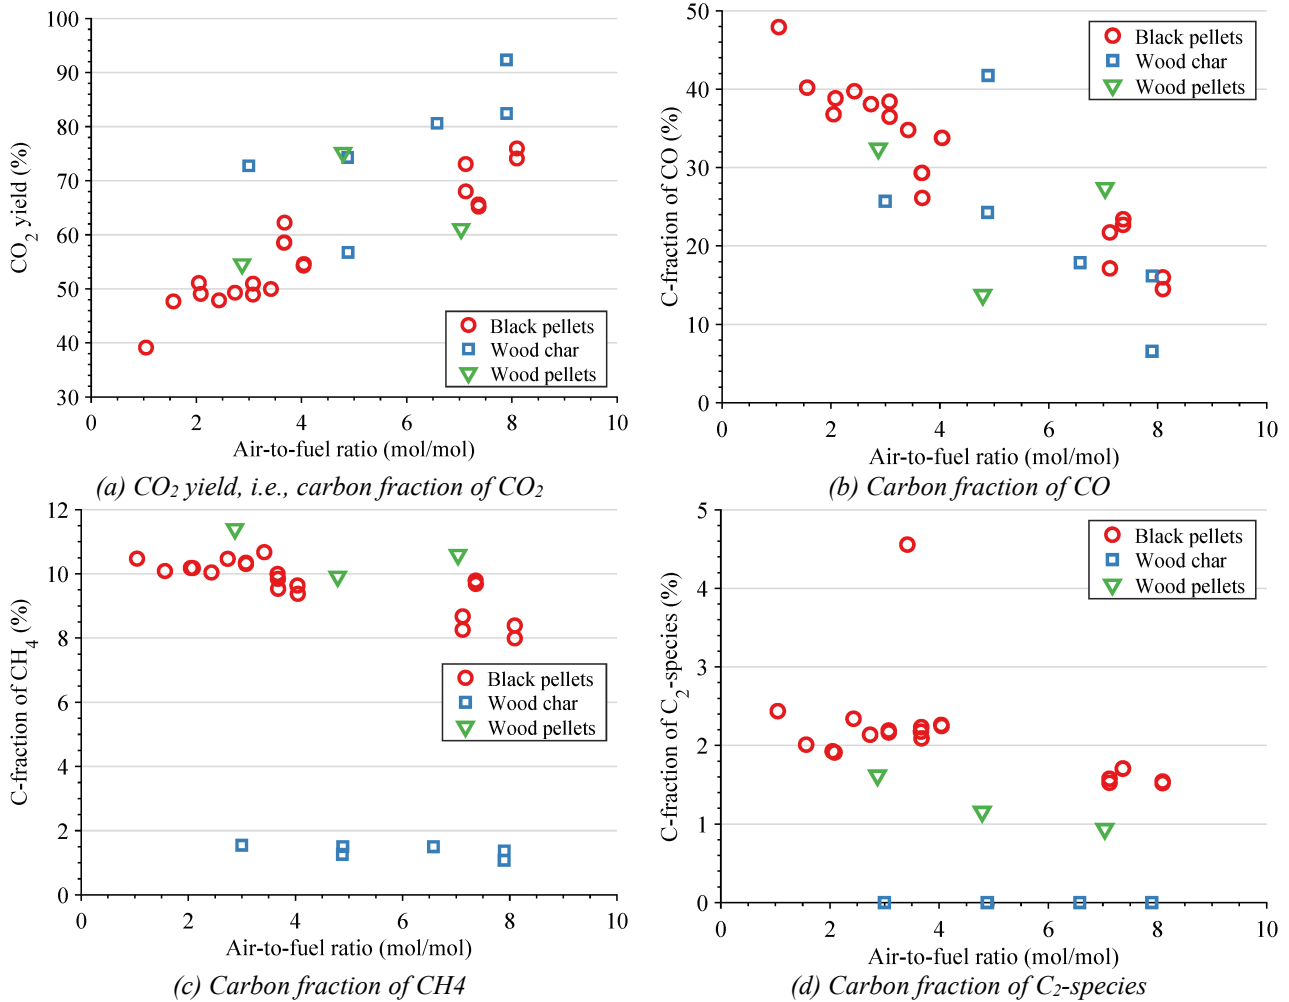 100
90
80
70
60
50
40
30
0
2
4
6
8
10
CO2 yield (%)
Air-to-fuel ratio (mol/mol)
Black pellets
Wood char
Wood pellets
(a) CO2 yield, i.e., carbon fraction of CO2
50
40
30
20
10
0
0
2
4
6
8
10
C-fraction of CO (%)
Air-to-fuel ratio (mol/mol)
Black pellets
Wood char
Wood pellets
(b) Carbon fraction of CO
12
10
8
6
4
2
0
0
2
4
6
8
10
C-fraction of CH4 (%)
Air-to-fuel ratio (mol/mol)
Black pellets
Wood char
Wood pellets
(c) Carbon fraction of CH4
5
4
3
2
1
0
0
2
4
6
8
10
C-fraction of C2-species (%)
Air-to-fuel ratio (mol/mol)
Black pellets
Wood char
Wood pellets
(d) Carbon fraction of C2-species